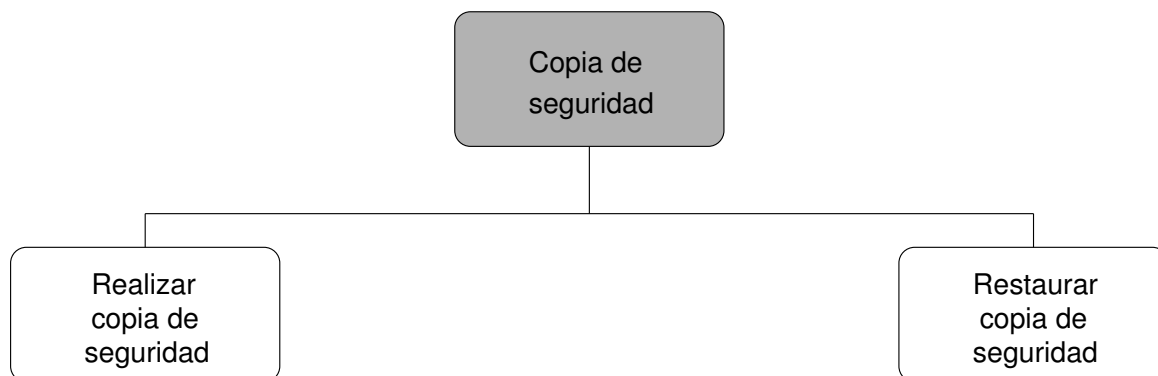 Copia de
seguridad
Realizar
copia de
seguridad
Restaurar
copia de
seguridad